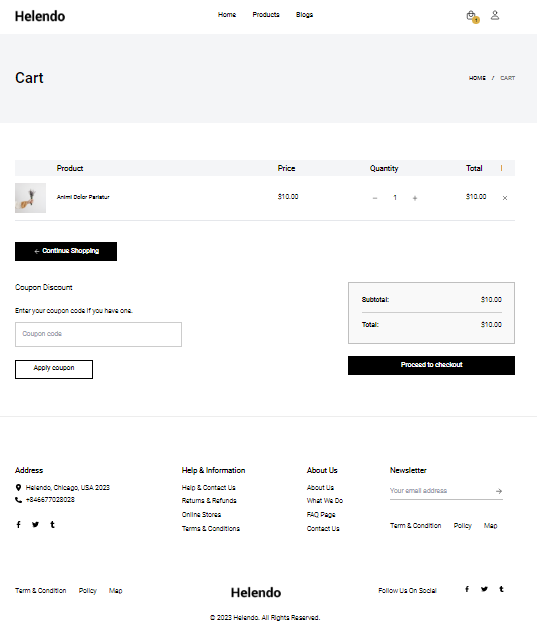 Helendo
Home Products Blogs
Cart
HOME / CART
Product Price Quantity Total
Animi Dolor Pariatur $10.00 − 1 + $10.00 ×
← Continue Shopping
Coupon Discount
Enter your coupon code if you have one.
Coupon code
Apply coupon
Subtotal: $10.00
Total: $10.00
Proceed to checkout
Address
Helendo, Chicago, USA 2023
+846677028028
Help & Information
Help & Contact Us
Returns & Refunds
Online Stores
Terms & Conditions
About Us
About Us
What We Do
FAQ Page
Contact Us
Newsletter
Your email address
Term & Condition Policy Map
Term & Condition Policy Map
Helendo
Follow Us On Social
© 2023 Helendo. All Rights Reserved.